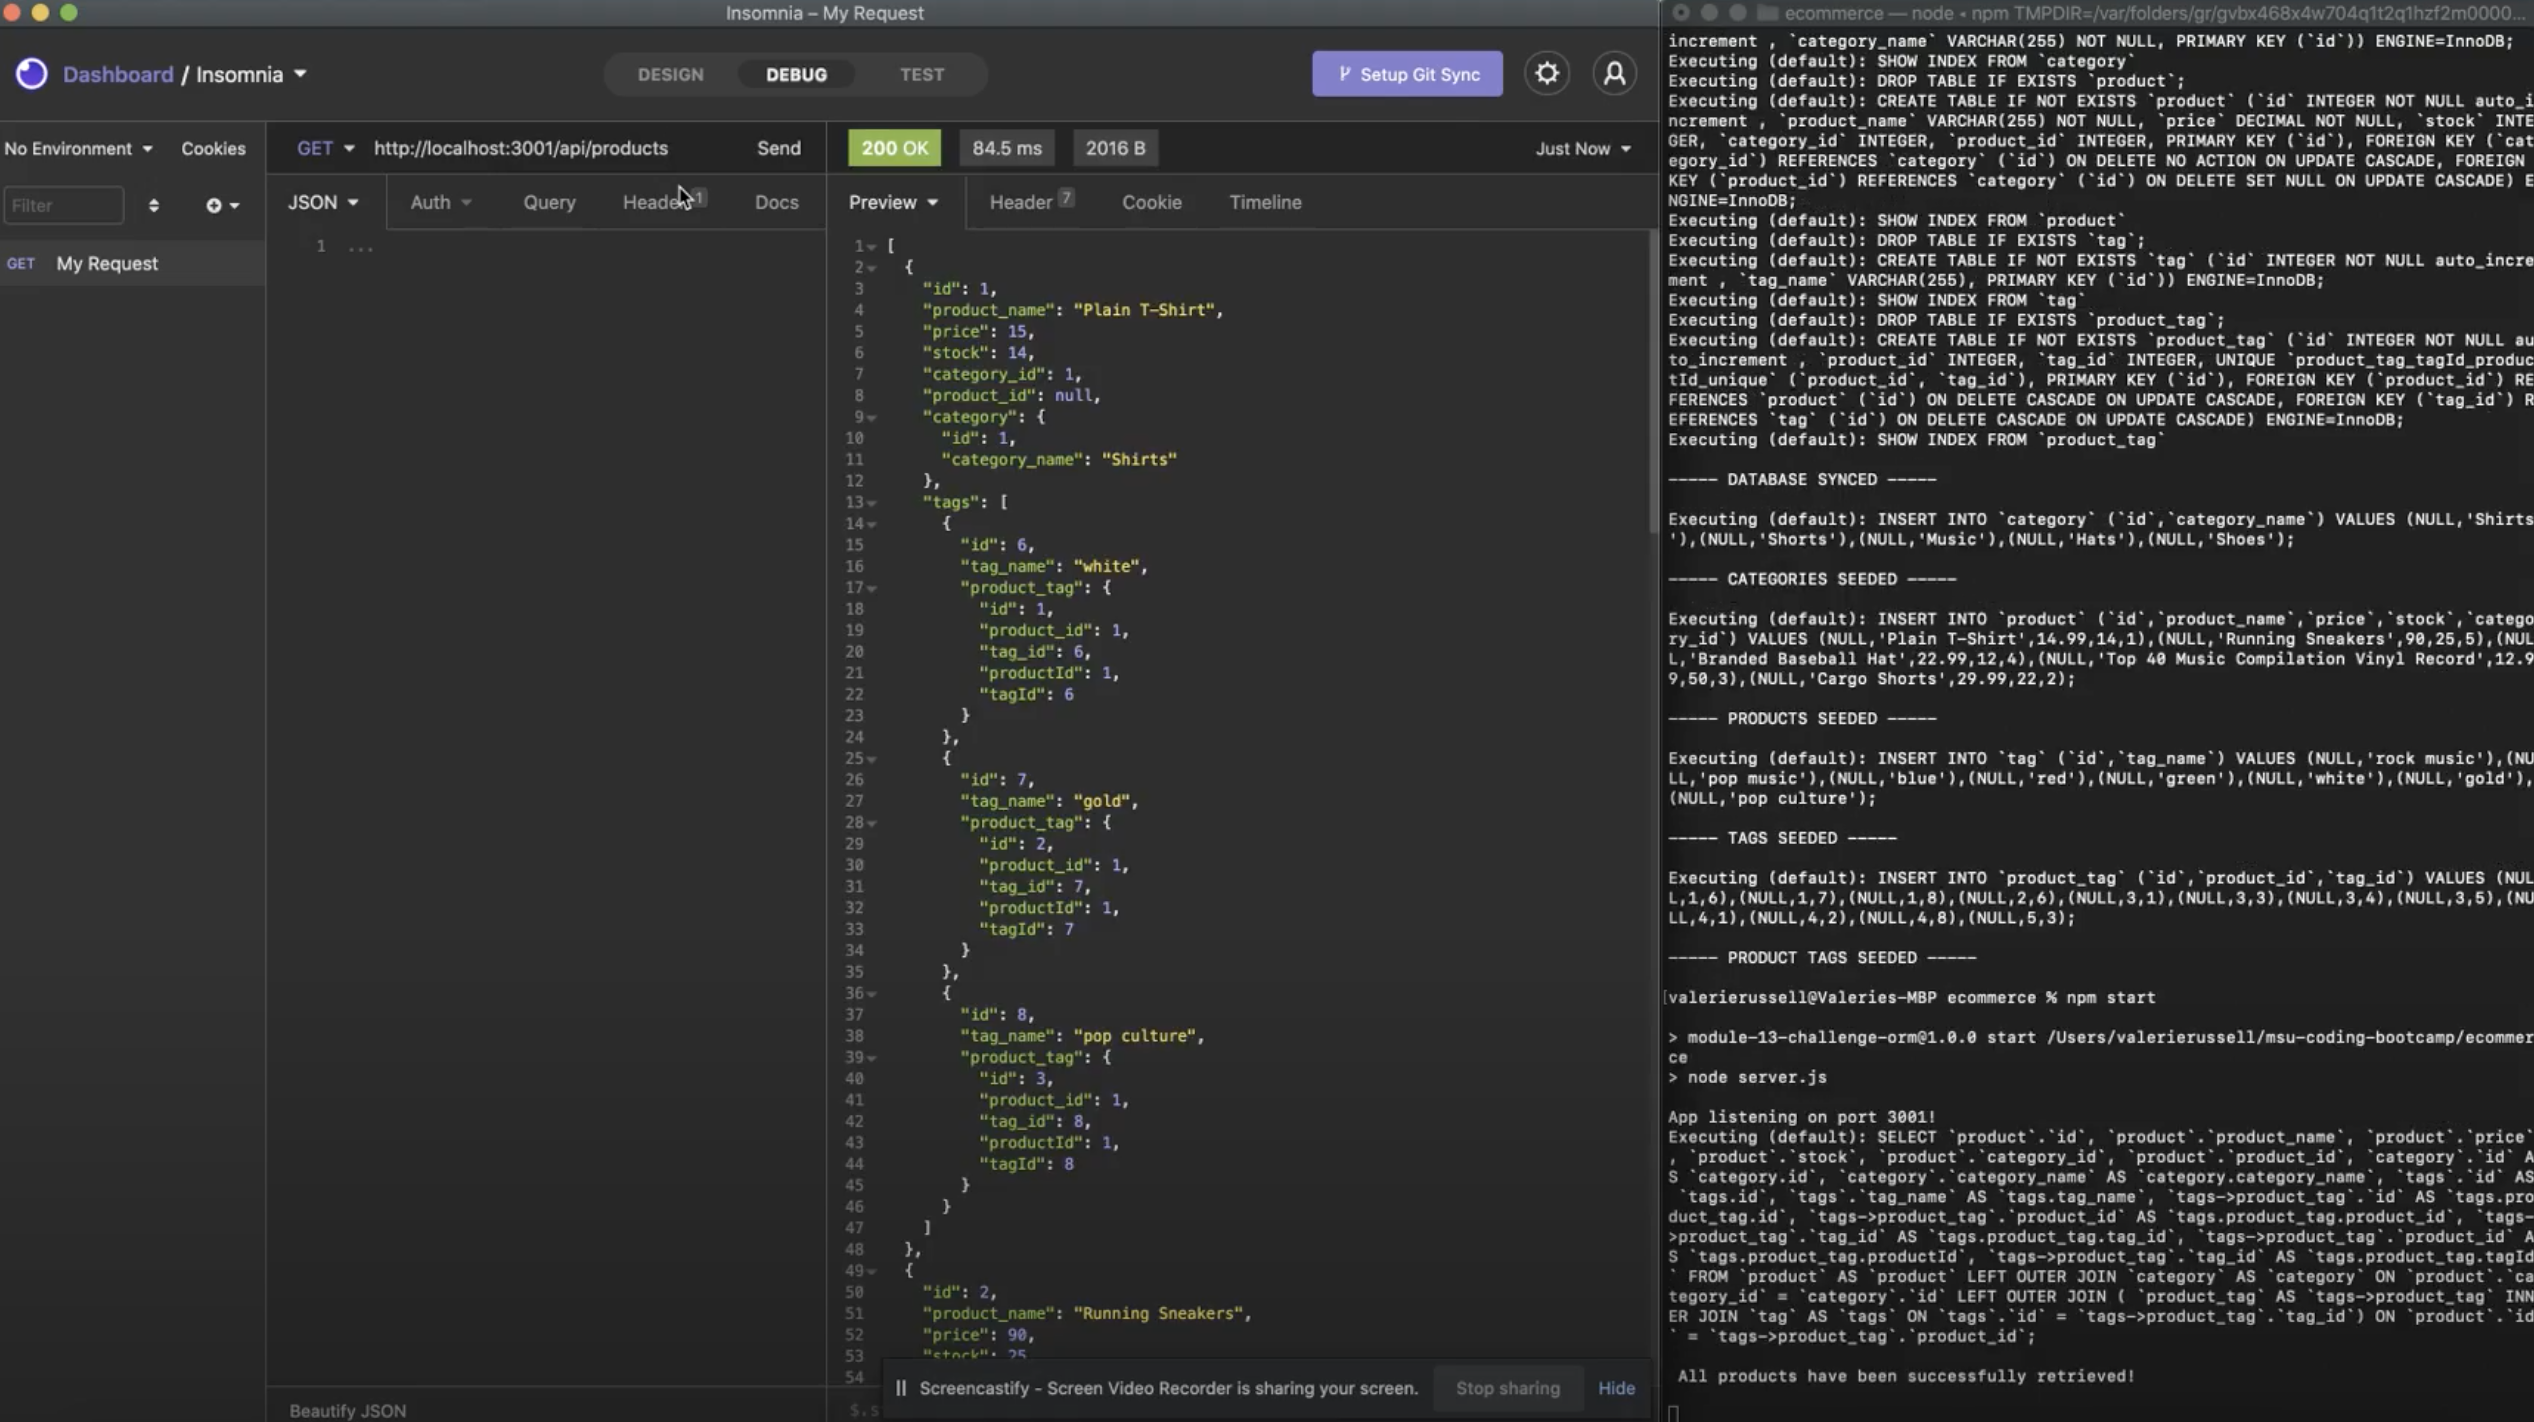 Insomnia – My Request
Dashboard / Insomnia
DESIGN
DEBUG
TEST
Setup Git Sync
No Environment
Cookies
Filter
GET My Request
GET http://localhost:3001/api/products Send
JSON Auth Query Header 1 Docs
1 ...
Beautify JSON
200 OK 84.5 ms 2016 B Just Now
Preview Header 7 Cookie Timeline
1 [
2 {
3 "id": 1,
4 "product_name": "Plain T-Shirt",
5 "price": 15,
6 "stock": 14,
7 "category_id": 1,
8 "product_id": null,
9 "category": {
10 "id": 1,
11 "category_name": "Shirts"
12 },
13 "tags": [
14 {
15 "id": 6,
16 "tag_name": "white",
17 "product_tag": {
18 "id": 1,
19 "product_id": 1,
20 "tag_id": 6,
21 "productId": 1,
22 "tagId": 6
23 }
24 },
25 {
26 "id": 7,
27 "tag_name": "gold",
28 "product_tag": {
29 "id": 2,
30 "product_id": 1,
31 "tag_id": 7,
32 "productId": 1,
33 "tagId": 7
34 }
35 },
36 {
37 "id": 8,
38 "tag_name": "pop culture",
39 "product_tag": {
40 "id": 3,
41 "product_id": 1,
42 "tag_id": 8,
43 "productId": 1,
44 "tagId": 8
45 }
46 }
47 ]
48 },
49 {
50 "id": 2,
51 "product_name": "Running Sneakers",
52 "price": 90,
53 "stock": 25
54
Screencastify - Screen Video Recorder is sharing your screen.
Stop sharing
Hide
ecommerce — node • npm TMPDIR=/var/folders/gr/gvbx468x4w704q1t2q1hzf2m0000...
increment , `category_name` VARCHAR(255) NOT NULL, PRIMARY KEY (`id`)) ENGINE=InnoDB;
Executing (default): SHOW INDEX FROM `category`
Executing (default): DROP TABLE IF EXISTS `product`;
Executing (default): CREATE TABLE IF NOT EXISTS `product` (`id` INTEGER NOT NULL auto_i
ncrement , `product_name` VARCHAR(255) NOT NULL, `price` DECIMAL NOT NULL, `stock` INTE
GER, `category_id` INTEGER, `product_id` INTEGER, PRIMARY KEY (`id`), FOREIGN KEY (`cat
egory_id`) REFERENCES `category` (`id`) ON DELETE NO ACTION ON UPDATE CASCADE, FOREIGN
KEY (`product_id`) REFERENCES `category` (`id`) ON DELETE SET NULL ON UPDATE CASCADE) E
NGINE=InnoDB;
Executing (default): SHOW INDEX FROM `product`
Executing (default): DROP TABLE IF EXISTS `tag`;
Executing (default): CREATE TABLE IF NOT EXISTS `tag` (`id` INTEGER NOT NULL auto_incre
ment , `tag_name` VARCHAR(255), PRIMARY KEY (`id`)) ENGINE=InnoDB;
Executing (default): SHOW INDEX FROM `tag`
Executing (default): DROP TABLE IF EXISTS `product_tag`;
Executing (default): CREATE TABLE IF NOT EXISTS `product_tag` (`id` INTEGER NOT NULL au
to_increment , `product_id` INTEGER, `tag_id` INTEGER, UNIQUE `product_tag_tagId_produc
tId_unique` (`product_id`, `tag_id`), PRIMARY KEY (`id`), FOREIGN KEY (`product_id`) RE
FERENCES `product` (`id`) ON DELETE CASCADE ON UPDATE CASCADE, FOREIGN KEY (`tag_id`) R
EFERENCES `tag` (`id`) ON DELETE CASCADE ON UPDATE CASCADE) ENGINE=InnoDB;
Executing (default): SHOW INDEX FROM `product_tag`
----- DATABASE SYNCED -----
Executing (default): INSERT INTO `category` (`id`,`category_name`) VALUES (NULL,'Shirts
'),(NULL,'Shorts'),(NULL,'Music'),(NULL,'Hats'),(NULL,'Shoes');
----- CATEGORIES SEEDED -----
Executing (default): INSERT INTO `product` (`id`,`product_name`,`price`,`stock`,`catego
ry_id`) VALUES (NULL,'Plain T-Shirt',14.99,14,1),(NULL,'Running Sneakers',90,25,5),(NUL
L,'Branded Baseball Hat',22.99,12,4),(NULL,'Top 40 Music Compilation Vinyl Record',12.9
9,50,3),(NULL,'Cargo Shorts',29.99,22,2);
----- PRODUCTS SEEDED -----
Executing (default): INSERT INTO `tag` (`id`,`tag_name`) VALUES (NULL,'rock music'),(NU
LL,'pop music'),(NULL,'blue'),(NULL,'red'),(NULL,'green'),(NULL,'white'),(NULL,'gold'),
(NULL,'pop culture');
----- TAGS SEEDED -----
Executing (default): INSERT INTO `product_tag` (`id`,`product_id`,`tag_id`) VALUES (NUL
L,1,6),(NULL,1,7),(NULL,1,8),(NULL,2,6),(NULL,3,1),(NULL,3,3),(NULL,3,4),(NULL,3,5),(NU
LL,4,1),(NULL,4,2),(NULL,4,8),(NULL,5,3);
----- PRODUCT TAGS SEEDED -----
[valerierussell@Valeries-MBP ecommerce % npm start
> module-13-challenge-orm@1.0.0 start /Users/valerierussell/msu-coding-bootcamp/ecommer
ce
> node server.js
App listening on port 3001!
Executing (default): SELECT `product`.`id`, `product`.`product_name`, `product`.`price`
, `product`.`stock`, `product`.`category_id`, `product`.`product_id`, `category`.`id` A
S `category.id`, `category`.`category_name` AS `category.category_name`, `tags`.`id` AS
`tags.id`, `tags`.`tag_name` AS `tags.tag_name`, `tags->product_tag`.`id` AS `tags.pro
duct_tag.id`, `tags->product_tag`.`product_id` AS `tags.product_tag.product_id`, `tags-
>product_tag`.`tag_id` AS `tags.product_tag.tag_id`, `tags->product_tag`.`product_id` A
S `tags.product_tag.productId`, `tags->product_tag`.`tag_id` AS `tags.product_tag.tagId
` FROM `product` AS `product` LEFT OUTER JOIN `category` AS `category` ON `product`.`ca
tegory_id` = `category`.`id` LEFT OUTER JOIN ( `product_tag` AS `tags->product_tag` INN
ER JOIN `tag` AS `tags` ON `tags`.`id` = `tags->product_tag`.`tag_id`) ON `product`.`id
` = `tags->product_tag`.`product_id`;
All products have been successfully retrieved!